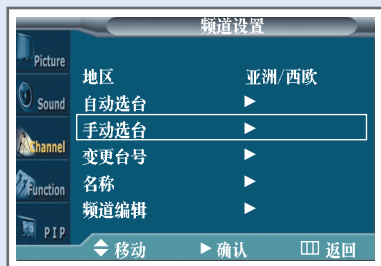 频道设置
Picture
Sound
Channel
Function
PIP
地区 亚洲/西欧
自动选台
手动选台
变更台号
名称
频道编辑
移动 确认 返回